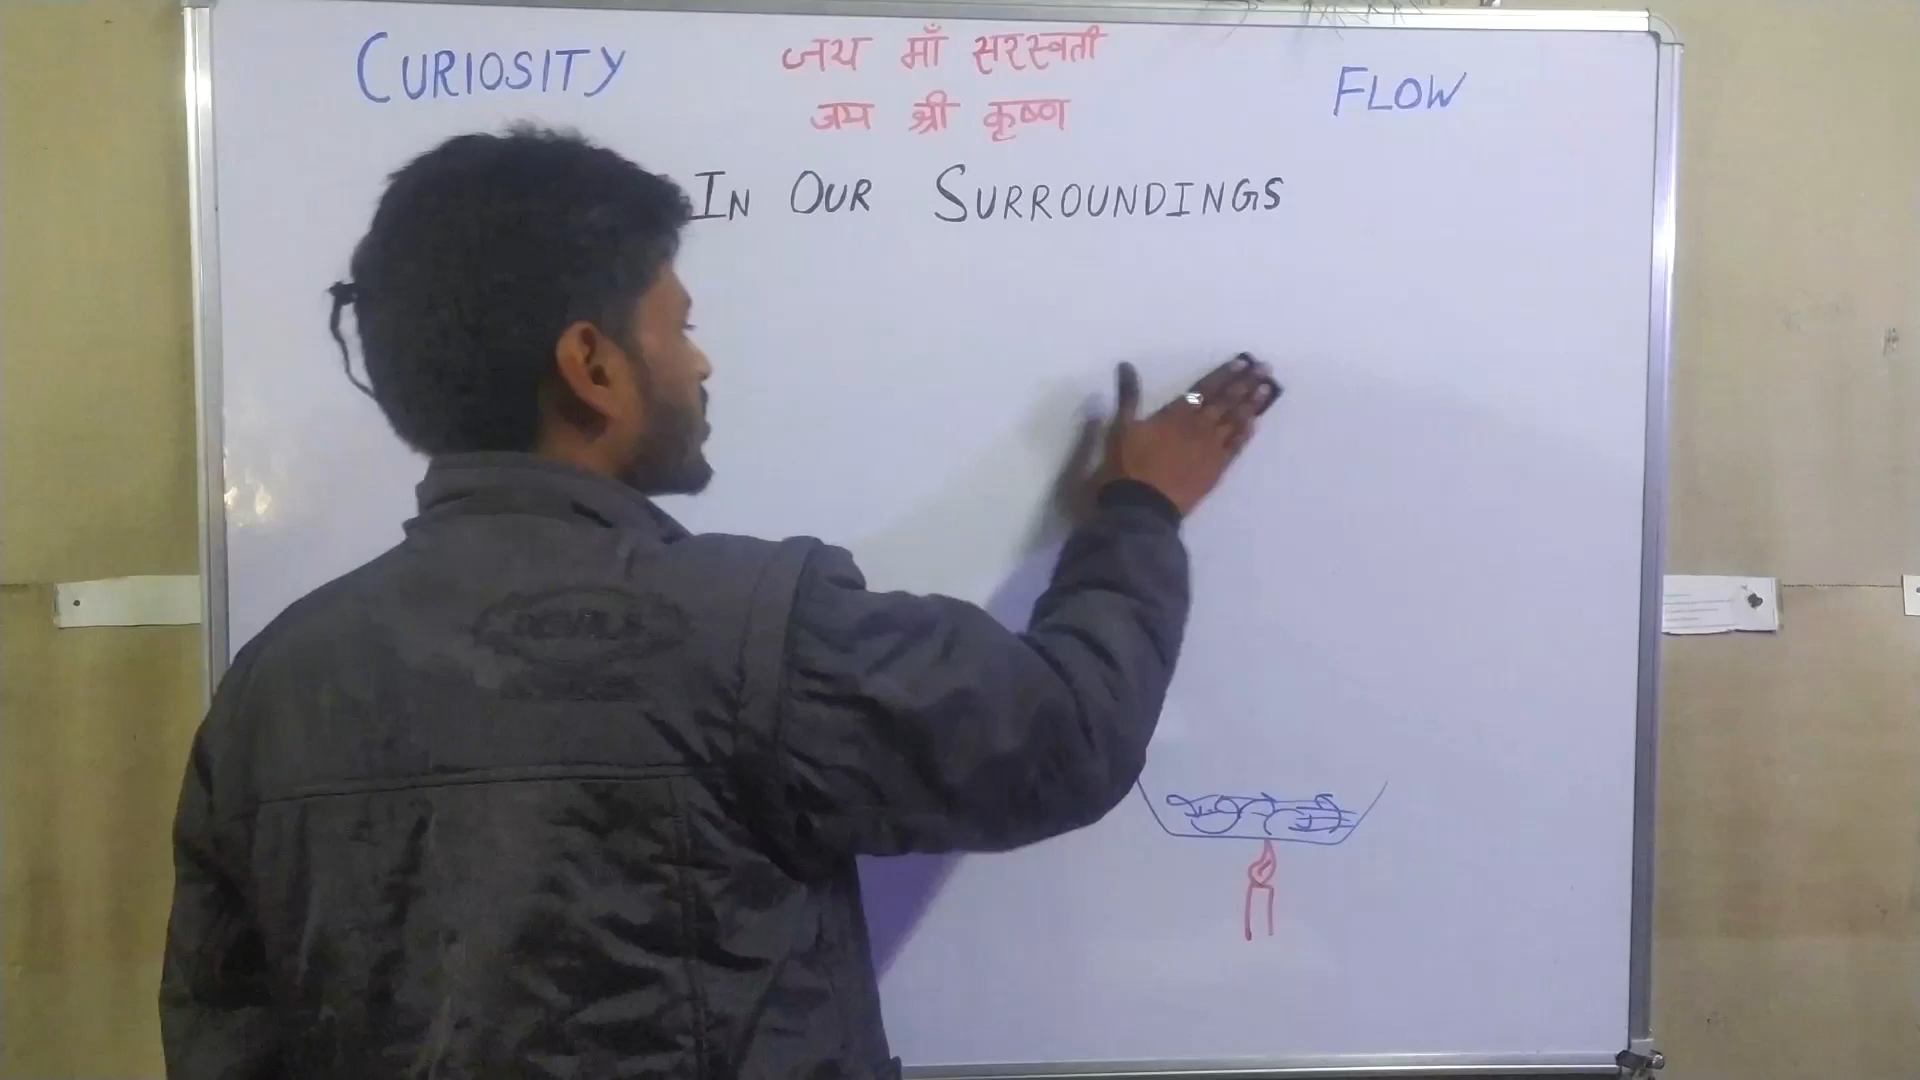 CURIOSITY
जय माँ सरस्वती
जय श्री कृष्ण
FLOW
IN OUR SURROUNDINGS